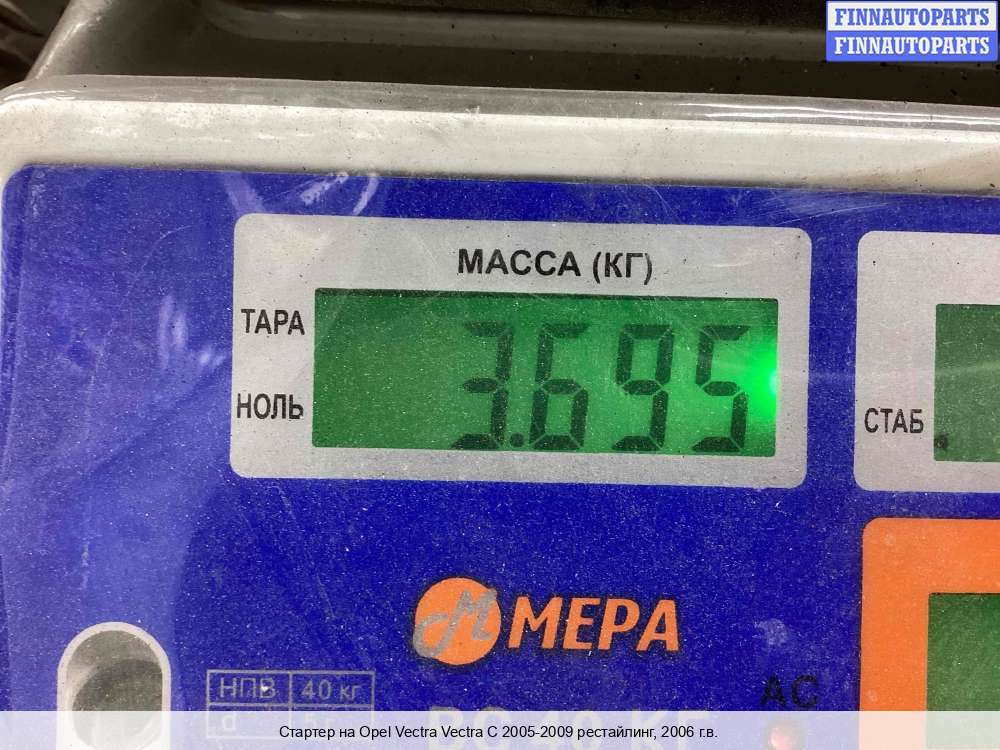 FINNAUTOPARTS
FINNAUTOPARTS
МАССА (КГ)
ТАРА
3.695
НОЛЬ
СТАБ
МЕРА
НПВ 40 кг
АС
d 5 г
Стартер на Opel Vectra Vectra C 2005-2009 рестайлинг, 2006 г.в.